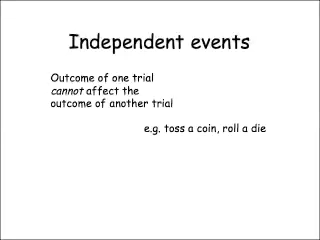 Independent events
Outcome of one trial
cannot affect the
outcome of another trial
e.g. toss a coin, roll a die